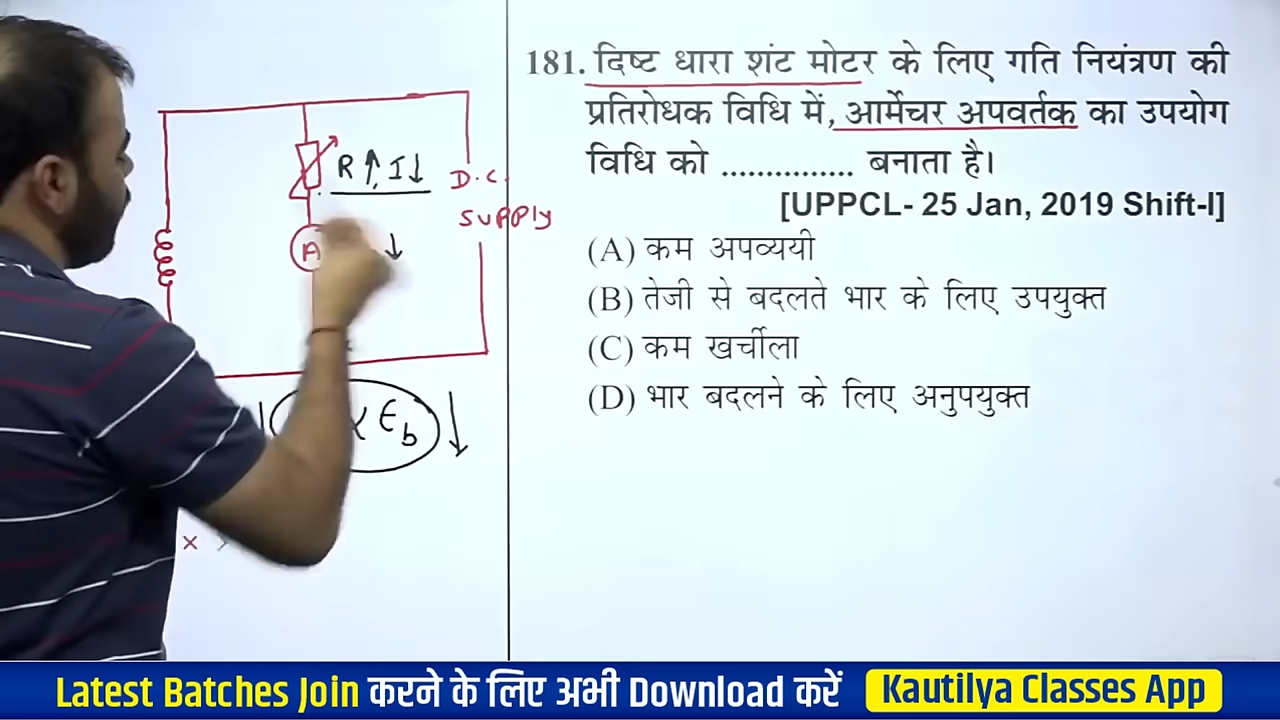 181. दिष्ट धारा शंट मोटर के लिए गति नियंत्रण की
प्रतिरोधक विधि में, आर्मेचर अपवर्तक का उपयोग
विधि को ................ बनाता है।
[UPPCL- 25 Jan, 2019 Shift-I]
(A) कम अपव्ययी
(B) तेजी से बदलते भार के लिए उपयुक्त
(C) कम खर्चीला
(D) भार बदलने के लिए अनुपयुक्त
R ↑, I ↓
D.C.
Supply
A
↓
∝ Eb ↓
×
Latest Batches Join करने के लिए अभी Download करें
Kautilya Classes App